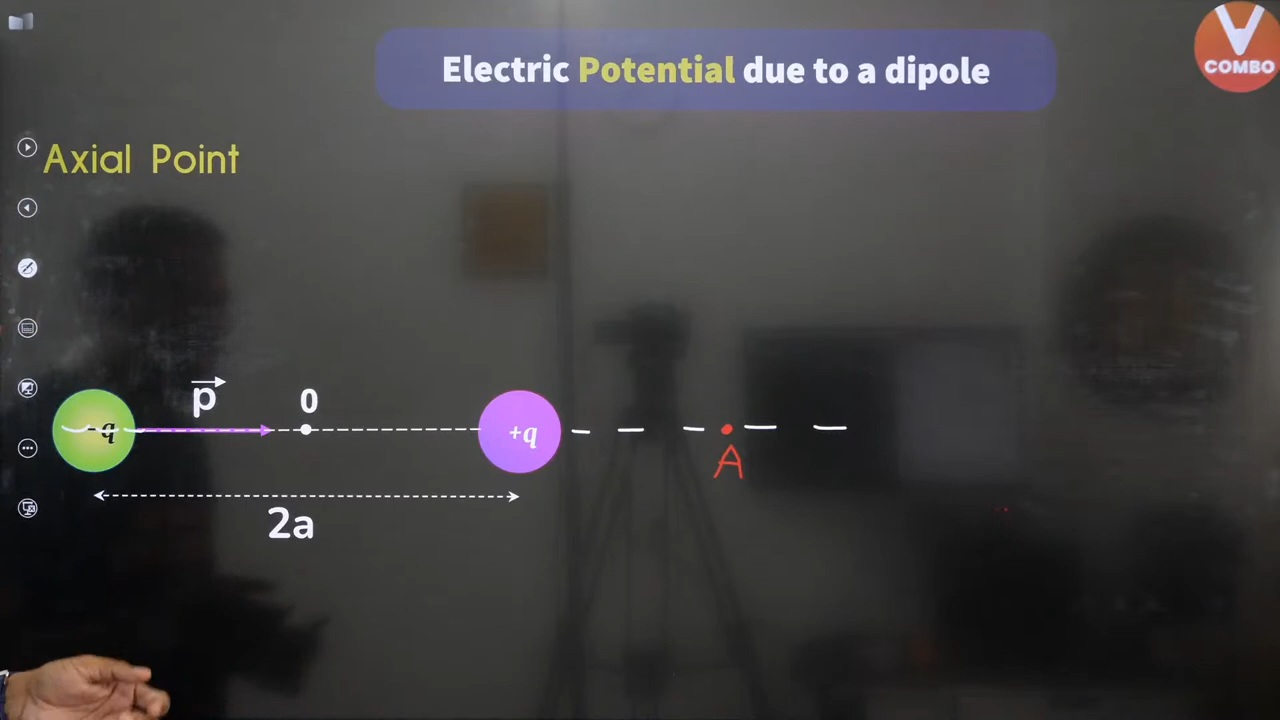 Electric Potential due to a dipole
COMBO
Axial Point
p
0
-q
+q
A
2a